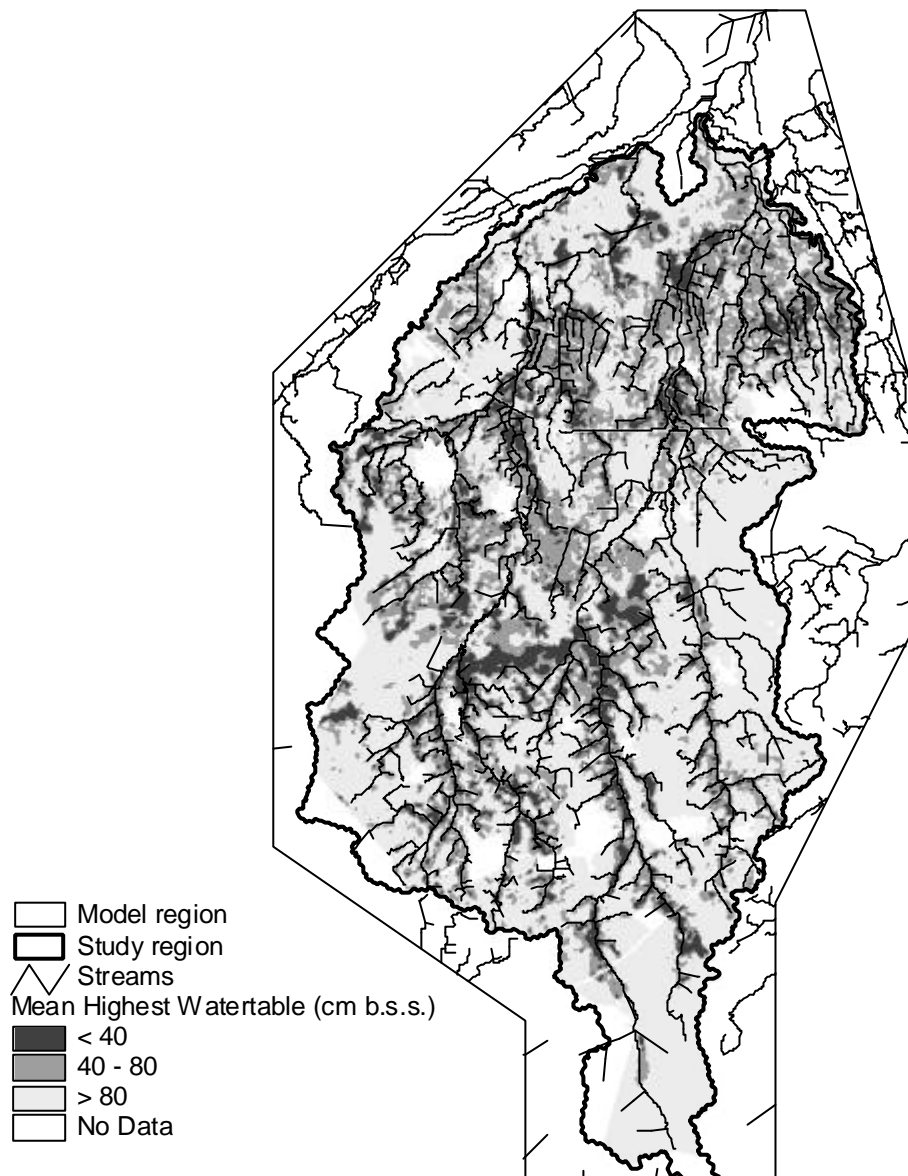 Model region
Study region
Streams
Mean Highest Watertable (cm b.s.s.)
< 40
40 - 80
> 80
No Data